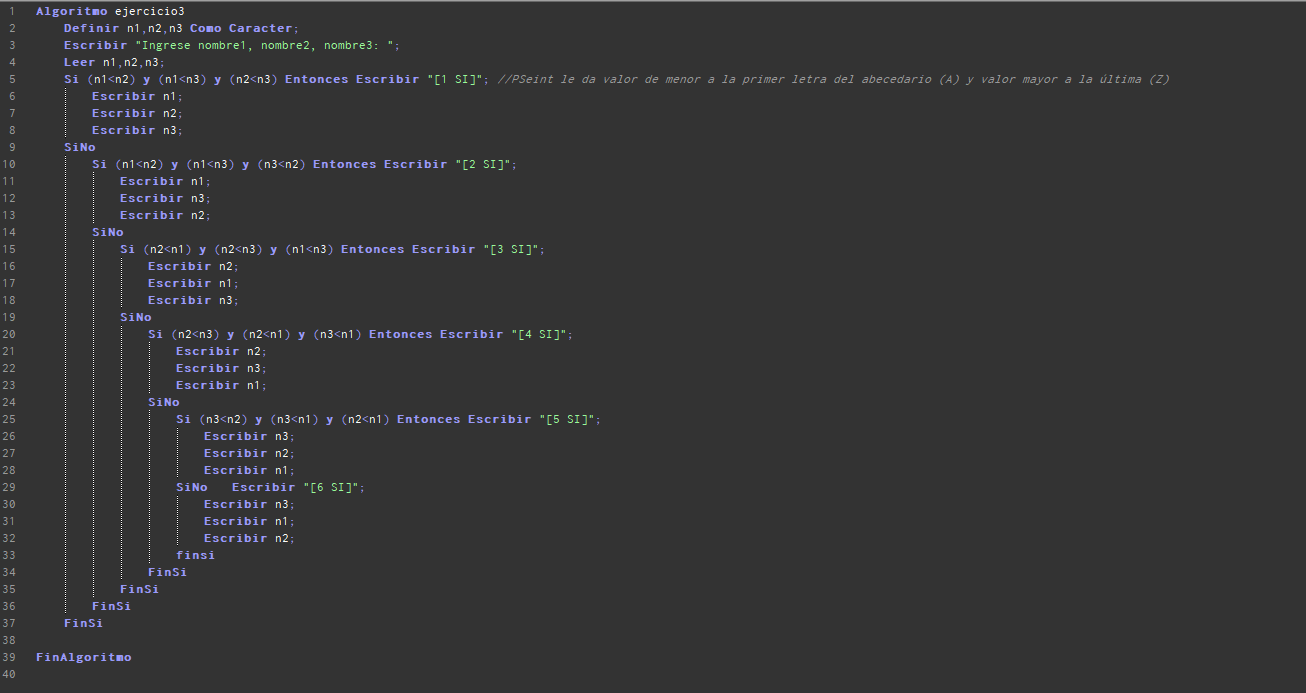 1 Algoritmo ejercicio3
2 Definir n1,n2,n3 Como Caracter;
3 Escribir "Ingrese nombre1, nombre2, nombre3: ";
4 Leer n1,n2,n3;
5 Si (n1<n2) y (n1<n3) y (n2<n3) Entonces Escribir "[1 SI]"; //PSeint le da valor de menor a la primer letra del abecedario (A) y valor mayor a la última (Z)
6 Escribir n1;
7 Escribir n2;
8 Escribir n3;
9 SiNo
10 Si (n1<n2) y (n1<n3) y (n3<n2) Entonces Escribir "[2 SI]";
11 Escribir n1;
12 Escribir n3;
13 Escribir n2;
14 SiNo
15 Si (n2<n1) y (n2<n3) y (n1<n3) Entonces Escribir "[3 SI]";
16 Escribir n2;
17 Escribir n1;
18 Escribir n3;
19 SiNo
20 Si (n2<n3) y (n2<n1) y (n3<n1) Entonces Escribir "[4 SI]";
21 Escribir n2;
22 Escribir n3;
23 Escribir n1;
24 SiNo
25 Si (n3<n2) y (n3<n1) y (n2<n1) Entonces Escribir "[5 SI]";
26 Escribir n3;
27 Escribir n2;
28 Escribir n1;
29 SiNo Escribir "[6 SI]";
30 Escribir n3;
31 Escribir n1;
32 Escribir n2;
33 finsi
34 FinSi
35 FinSi
36 FinSi
37 FinSi
38
39 FinAlgoritmo
40